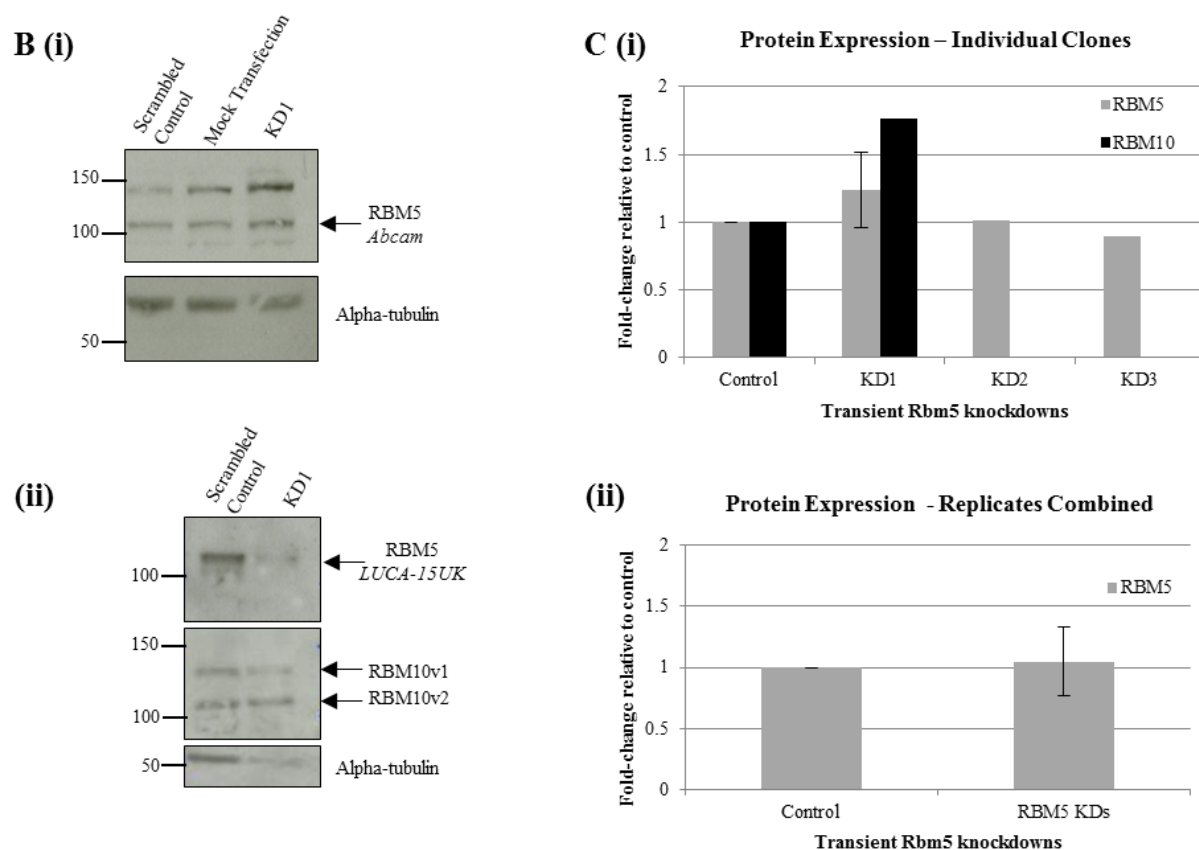 B (i)
Scrambled
Control
Mock Transfection
KD1
150
100
RBM5
Abcam
50
Alpha-tubulin
(ii)
Scrambled
Control
KD1
100
RBM5
LUCA-15UK
150
100
RBM10v1
RBM10v2
50
Alpha-tubulin
C (i)
Protein Expression – Individual Clones
Fold-change relative to control
2
1.5
1
0.5
0
RBM5
RBM10
Control
KD1
KD2
KD3
Transient Rbm5 knockdowns
(ii)
Protein Expression - Replicates Combined
Fold-change relative to control
2
1.5
1
0.5
0
RBM5
Control
RBM5 KDs
Transient Rbm5 knockdowns